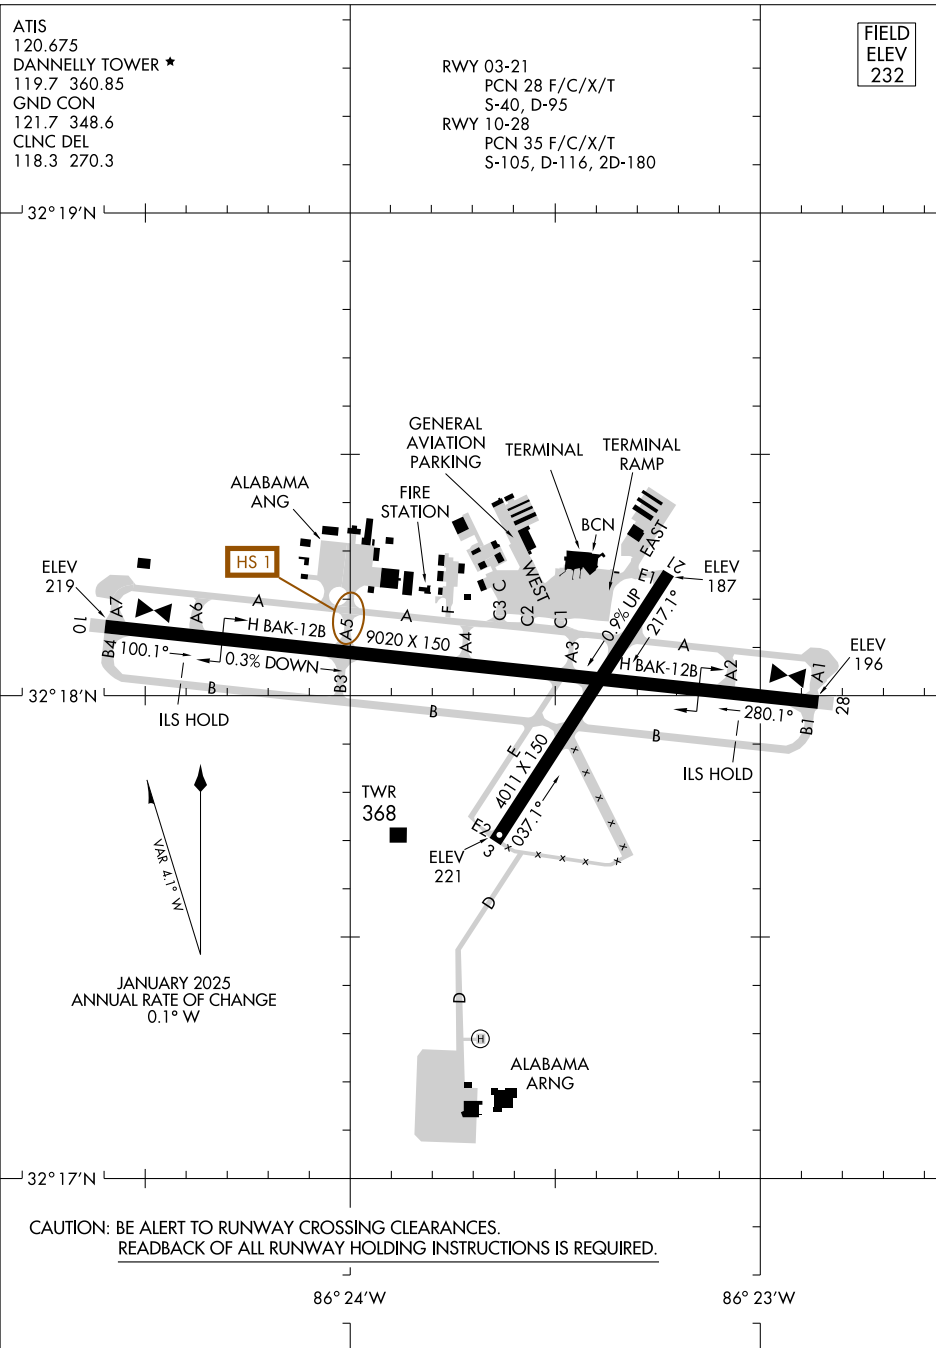 ATIS
120.675
DANNELLY TOWER ★
119.7 360.85
GND CON
121.7 348.6
CLNC DEL
118.3 270.3
RWY 03-21
PCN 28 F/C/X/T
S-40, D-95
RWY 10-28
PCN 35 F/C/X/T
S-105, D-116, 2D-180
FIELD
ELEV
232
32°19'N
GENERAL
AVIATION
PARKING
TERMINAL
TERMINAL
RAMP
ALABAMA
ANG
FIRE
STATION
BCN
EAST
WEST
HS 1
ELEV
219
ELEV
187
A7
A6
A
A5
A
F
A4
C3
C
C2
C1
A3
E1
21
0.9% UP
217.1°
A
A2
A1
ELEV
196
10
H BAK-12B
9020 X 150
H BAK-12B
B4
100.1°
0.3% DOWN
B3
280.1°
28
B1
32°18'N
B
B
B
ILS HOLD
ILS HOLD
E
4011 X 150
037.1°
E2
3
TWR
368
ELEV
221
VAR 4.1° W
D
JANUARY 2025
ANNUAL RATE OF CHANGE
0.1° W
D
H
ALABAMA
ARNG
32°17'N
CAUTION: BE ALERT TO RUNWAY CROSSING CLEARANCES.
READBACK OF ALL RUNWAY HOLDING INSTRUCTIONS IS REQUIRED.
86°24'W
86°23'W